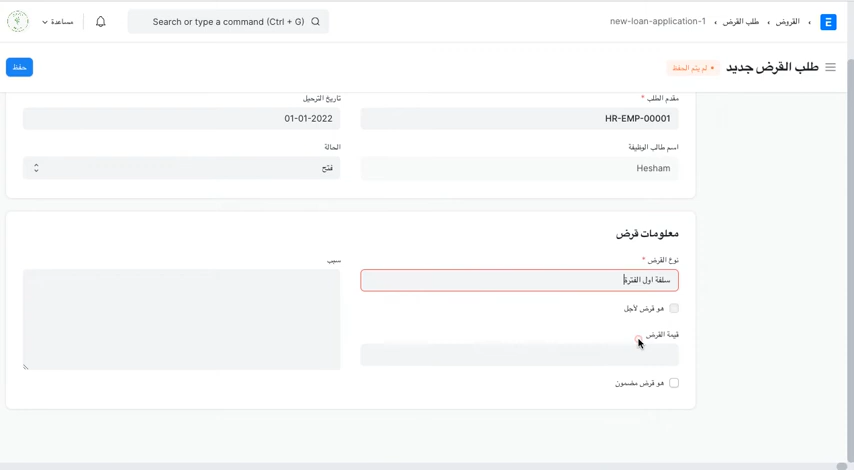 E
القروض
طلب القرض
new-loan-application-1
Search or type a command (Ctrl + G)
مساعدة
طلب القرض جديد
لم يتم الحفظ
حفظ
مقدم الطلب *
تاريخ الترحيل
HR-EMP-00001
01-01-2022
اسم طالب الوظيفة
الحالة
Hesham
فتح
معلومات قرض
نوع القرض *
سبب
سلفة اول الفترة
هو قرض لأجل
قيمة القرض
هو قرض مضمون